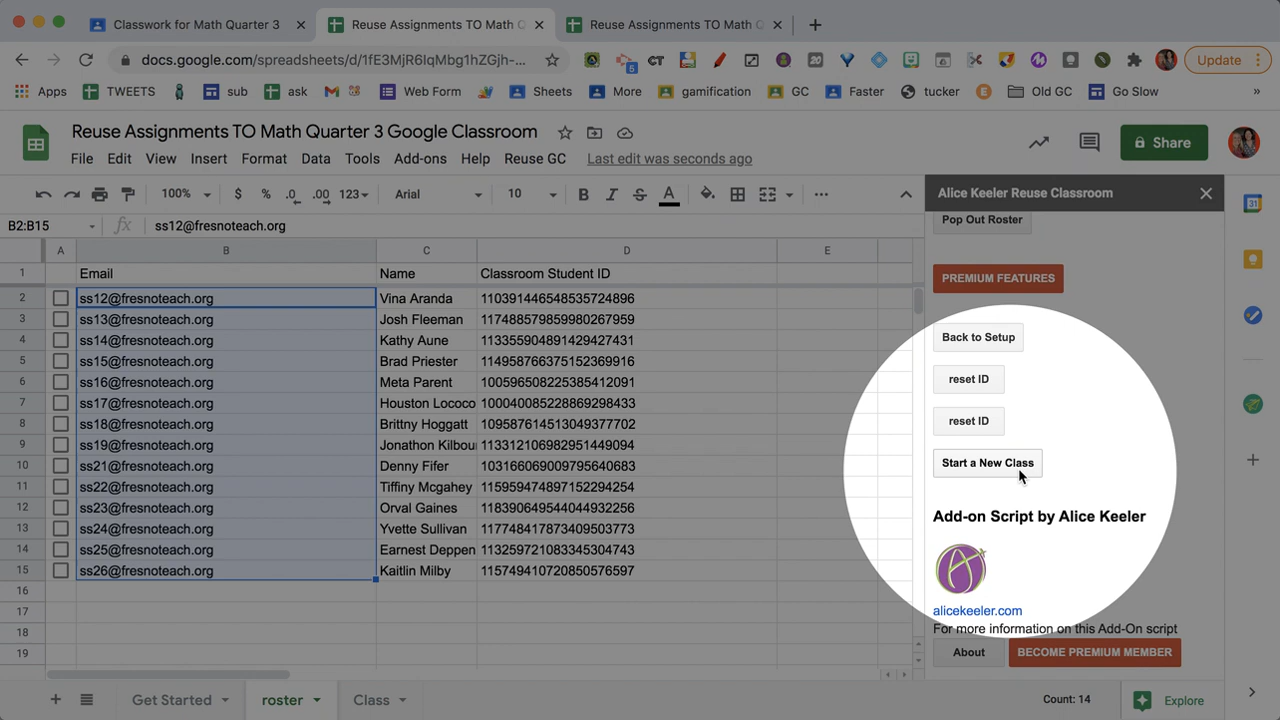 Classwork for Math Quarter 3
Reuse Assignments TO Math Q
Reuse Assignments TO Math Q
docs.google.com/spreadsheets/d/1fE3MjR6IqMbg1hZGjh-...
5
CT
20
Update
Apps
TWEETS
sub
ask
Web Form
Sheets
More
gamification
GC
Faster
tucker
Old GC
Go Slow
»
Reuse Assignments TO Math Quarter 3 Google Classroom
Share
File Edit View Insert Format Data Tools Add-ons Help Reuse GC Last edit was seconds ago
100% $ % .0 .00 123 Arial 10 B I S A
Alice Keeler Reuse Classroom
B2:B15 fx ss12@fresnoteach.org
A B C D E
1 Email Name Classroom Student ID
2 ss12@fresnoteach.org Vina Aranda 110391446548535724896
3 ss13@fresnoteach.org Josh Fleeman 117488579859980267959
4 ss14@fresnoteach.org Kathy Aune 113355904891429427431
5 ss15@fresnoteach.org Brad Priester 114958766375152369916
6 ss16@fresnoteach.org Meta Parent 100596508225385412091
7 ss17@fresnoteach.org Houston Lococo 100040085228869298433
8 ss18@fresnoteach.org Brittny Hoggatt 109587614513049377702
9 ss19@fresnoteach.org Jonathon Kilbou 113312106982951449094
10 ss21@fresnoteach.org Denny Fifer 103166069009795640683
11 ss22@fresnoteach.org Tiffiny Mcgahey 115959474897152294254
12 ss23@fresnoteach.org Orval Gaines 118390649544044932256
13 ss24@fresnoteach.org Yvette Sullivan 117748417873409503773
14 ss25@fresnoteach.org Earnest Deppen 113259721083345304743
15 ss26@fresnoteach.org Kaitlin Milby 115749410720850576597
16
17
18
19
Pop Out Roster
PREMIUM FEATURES
Back to Setup
reset ID
reset ID
Start a New Class
Add-on Script by Alice Keeler
alicekeeler.com
For more information on this Add-On script
About
BECOME PREMIUM MEMBER
Get Started
roster
Class
Count: 14
Explore